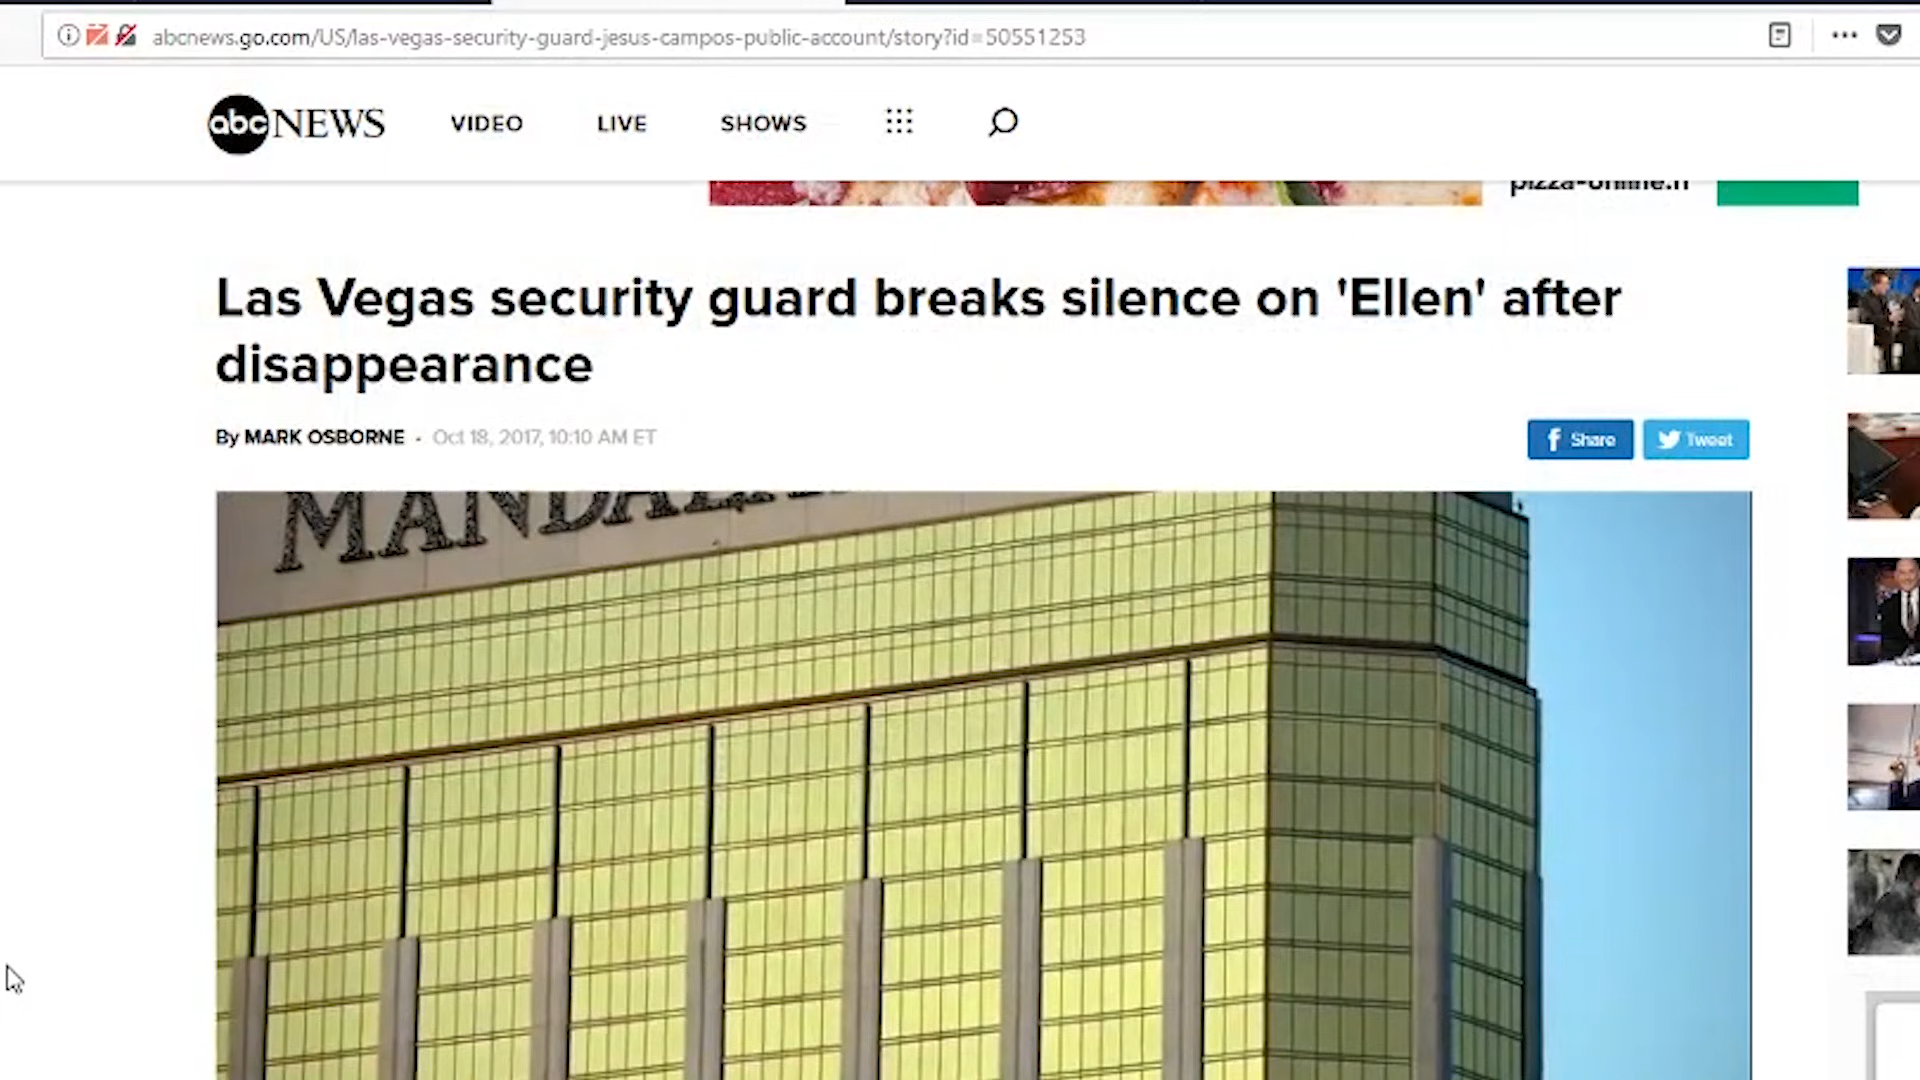 abcnews.go.com/US/las-vegas-security-guard-jesus-campos-public-account/story?id=50551253
abc NEWS VIDEO LIVE SHOWS
Las Vegas security guard breaks silence on 'Ellen' after
disappearance
By MARK OSBORNE - Oct 18, 2017, 10:10 AM ET
Share Tweet